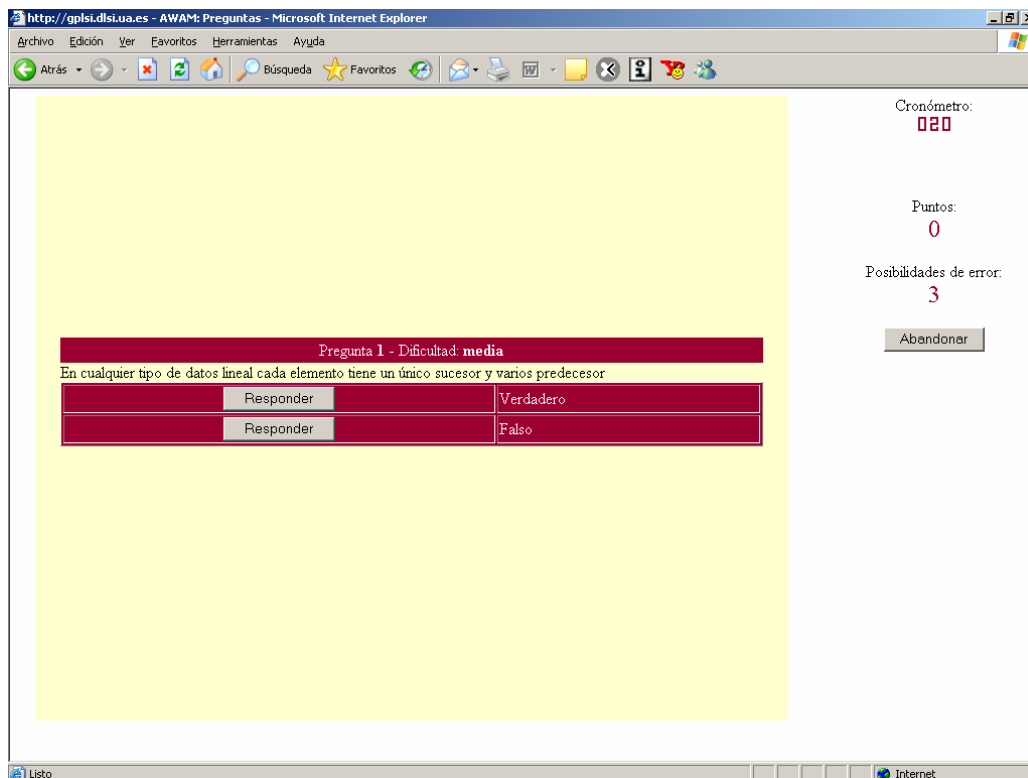 http://gplsi.dlsi.ua.es - AWAM: Preguntas - Microsoft Internet Explorer
Archivo Edición Ver Favoritos Herramientas Ayuda
Atrás Búsqueda Favoritos
Cronómetro:
020
Puntos:
0
Posibilidades de error:
3
Abandonar
Pregunta 1 - Dificultad: media
En cualquier tipo de datos lineal cada elemento tiene un único sucesor y varios predecesor
Responder Verdadero
Responder Falso
Listo Internet